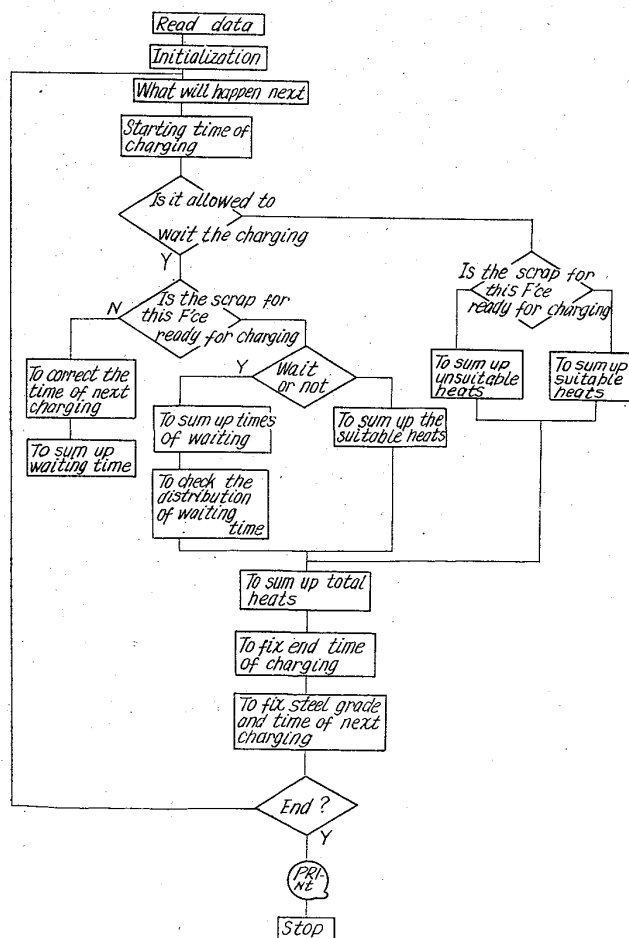 Read data
Initialization
What will happen next
Starting time of
charging
Is it allowed to
wait the charging
Y
N
Is the scrap for
this F'ce
ready for charging
Is the scrap for
this F'ce
ready for charging
Y
Wait
or not
To correct the
time of next
charging
To sum up times
of waiting
To sum up the
suitable heats
To sum up
unsuitable
heats
To sum up
suitable
heats
To sum up
waiting time
To check the
distribution
of waiting
time
To sum up total
heats
To fix end time
of charging
To fix steel grade
and time of next
charging
End ?
Y
PRI-
Nt
Stop